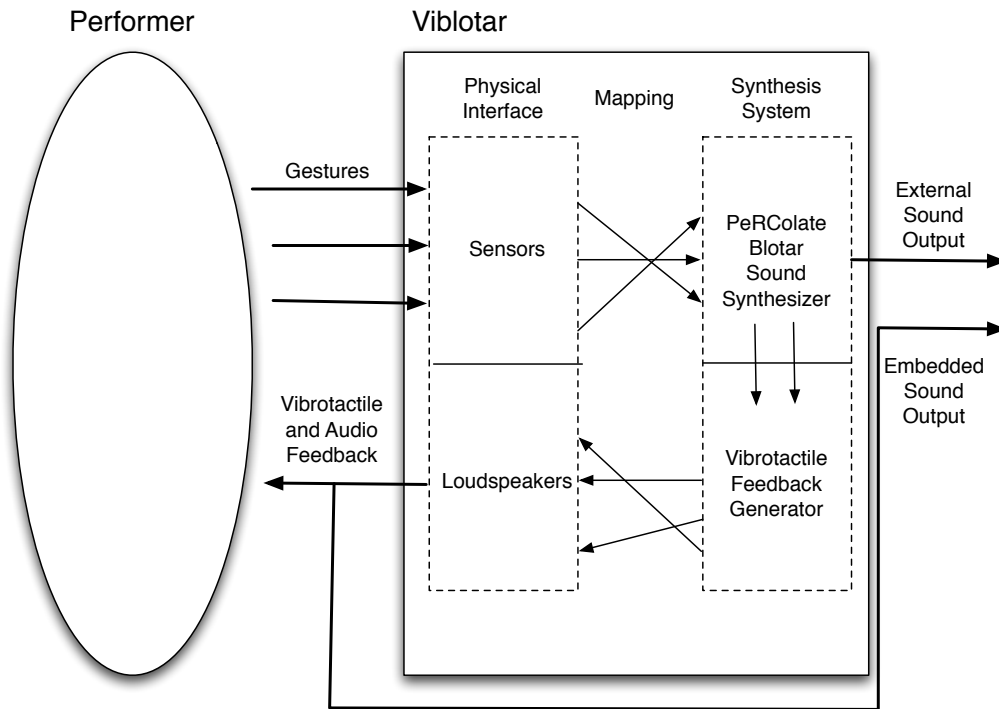 Performer
Viblotar
Physical
Interface
Mapping
Synthesis
System
Gestures
Sensors
PeRColate
Blotar
Sound
Synthesizer
External
Sound
Output
Embedded
Sound
Output
Vibrotactile
and Audio
Feedback
Loudspeakers
Vibrotactile
Feedback
Generator